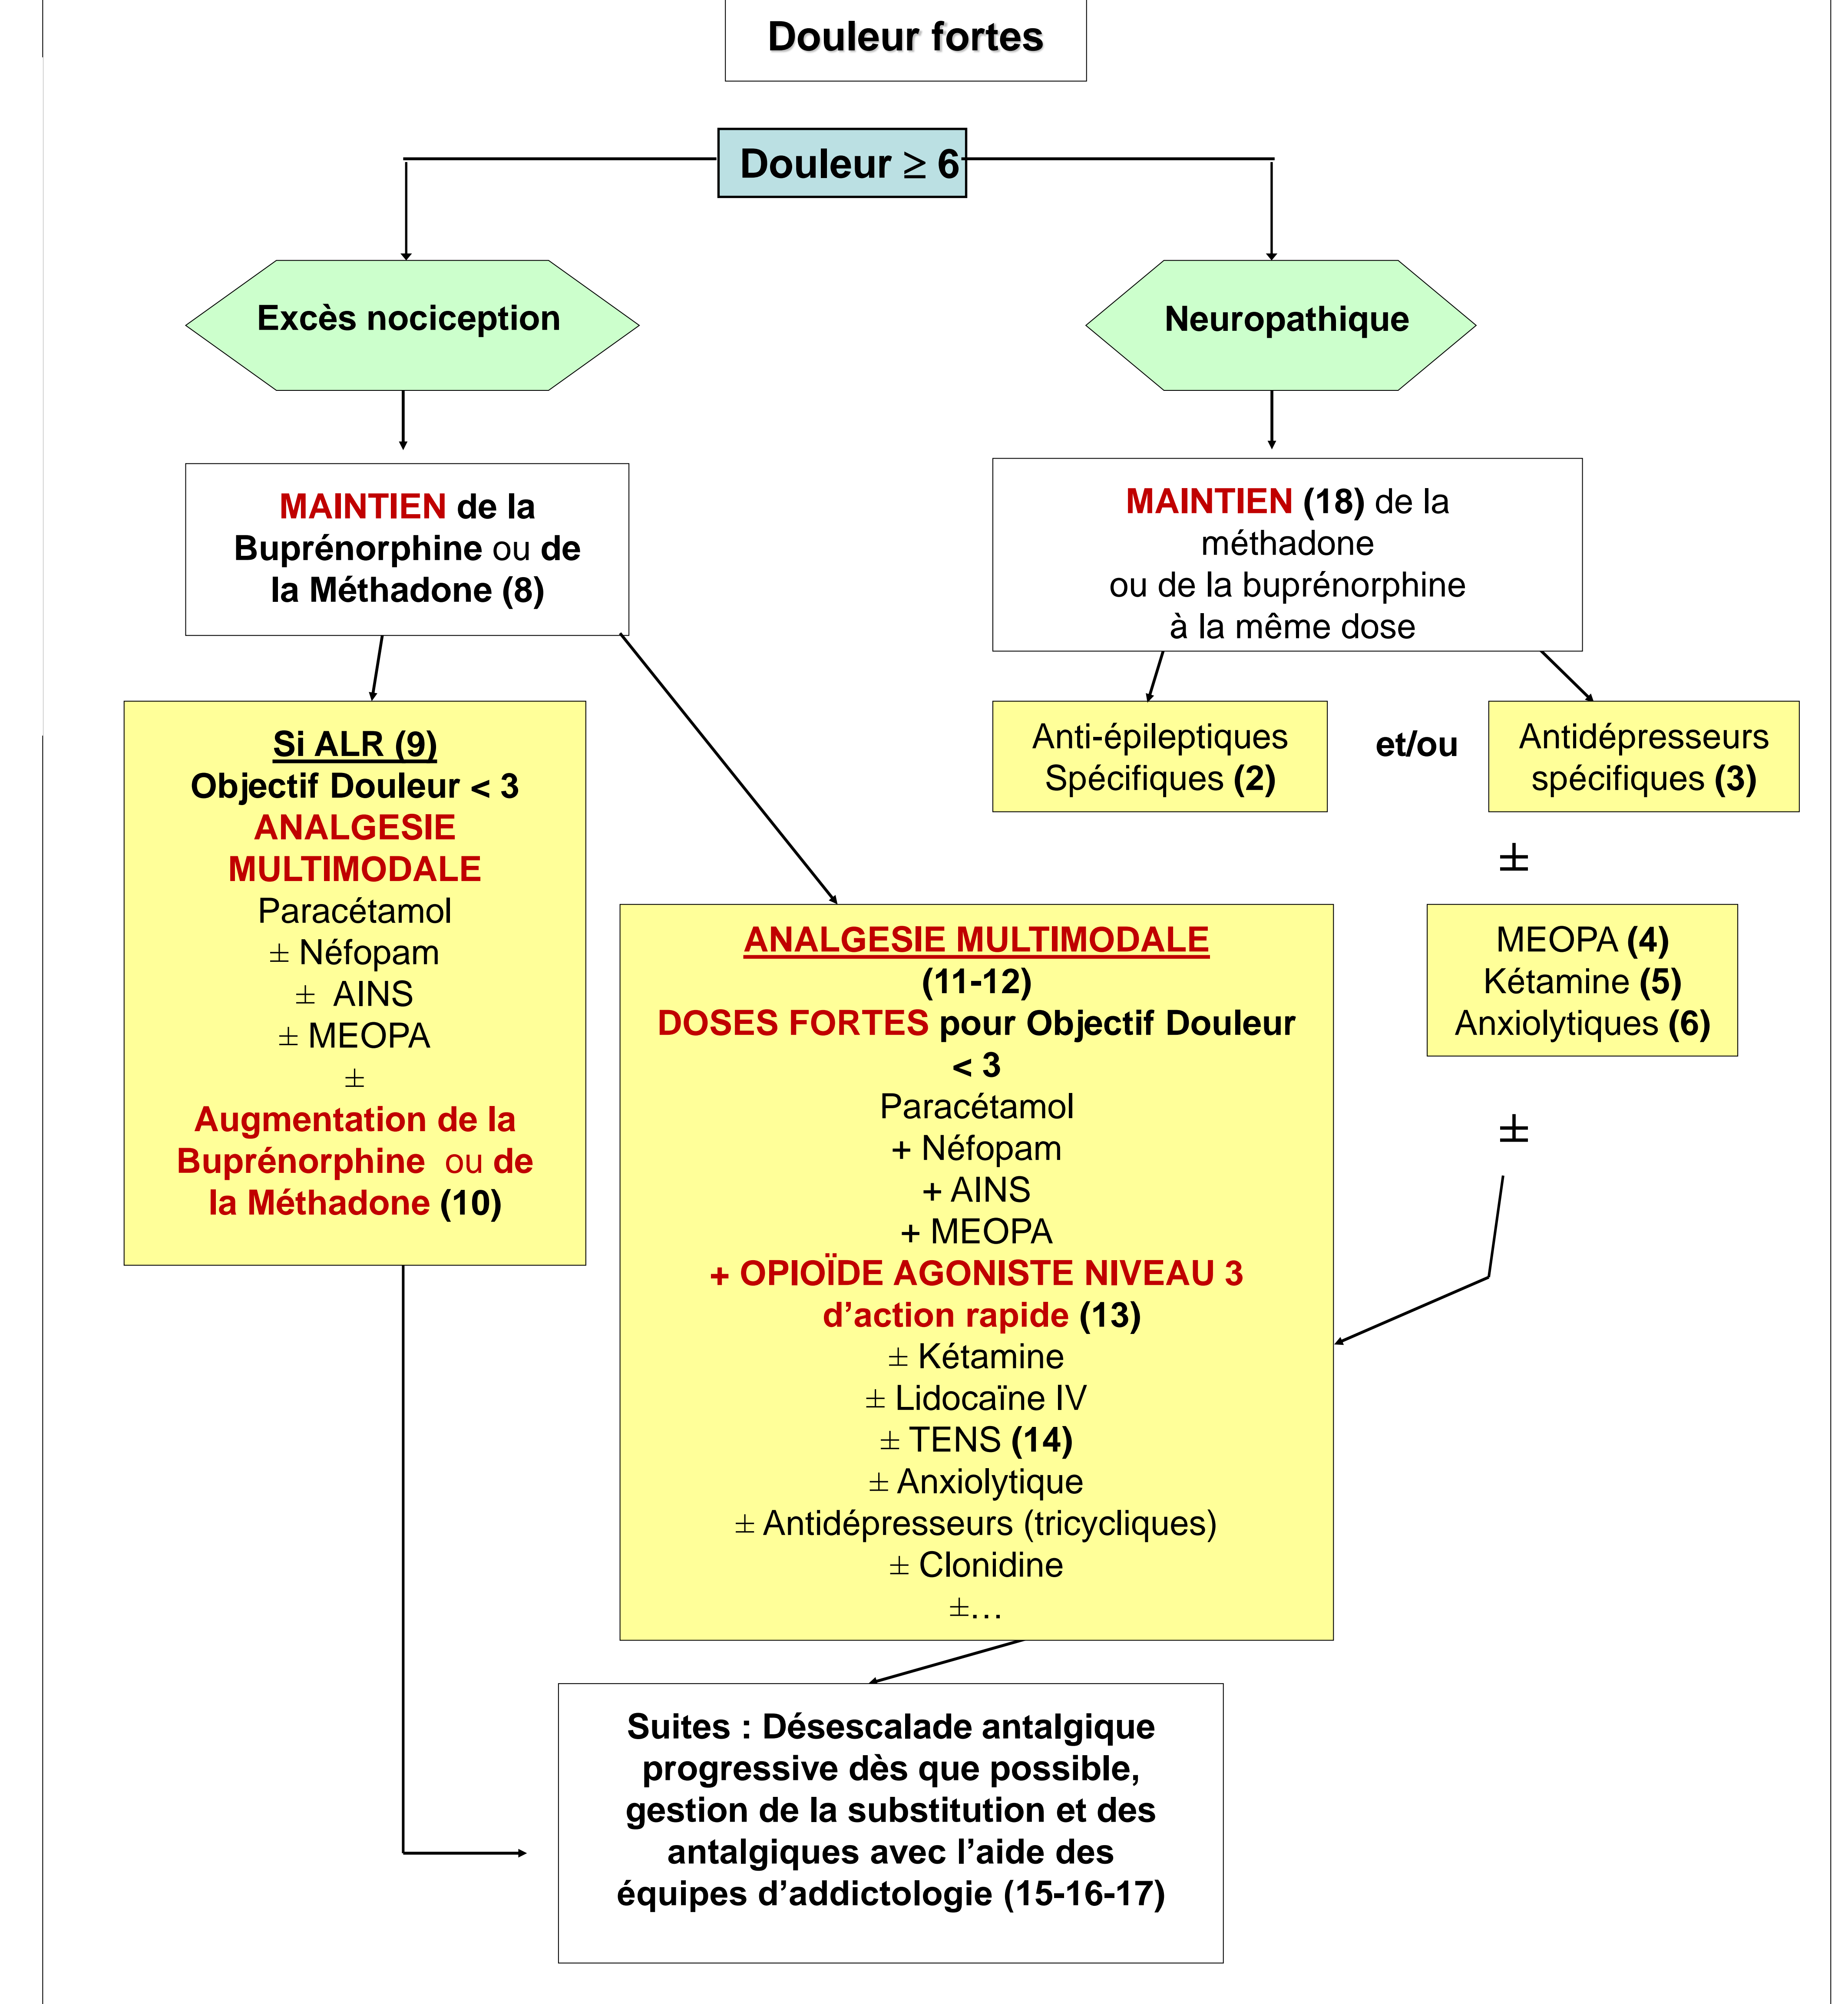 Douleur fortes
Douleur ≥ 6
Excès nociception
Neuropathique
MAINTIEN de la
Buprénorphine ou de
la Méthadone (8)
MAINTIEN (18) de la
méthadone
ou de la buprénorphine
à la même dose
Si ALR (9)
Objectif Douleur < 3
ANALGESIE
MULTIMODALE
Paracétamol
± Néfopam
± AINS
± MEOPA
±
Augmentation de la
Buprénorphine ou de
la Méthadone (10)
Anti-épileptiques
Spécifiques (2)
et/ou
Antidépresseurs
spécifiques (3)
±
MEOPA (4)
Kétamine (5)
Anxiolytiques (6)
±
ANALGESIE MULTIMODALE
(11-12)
DOSES FORTES pour Objectif Douleur
< 3
Paracétamol
+ Néfopam
+ AINS
+ MEOPA
+ OPIOÏDE AGONISTE NIVEAU 3
d’action rapide (13)
± Kétamine
± Lidocaïne IV
± TENS (14)
± Anxiolytique
± Antidépresseurs (tricycliques)
± Clonidine
±…
Suites : Désescalade antalgique
progressive dès que possible,
gestion de la substitution et des
antalgiques avec l’aide des
équipes d’addictologie (15-16-17)